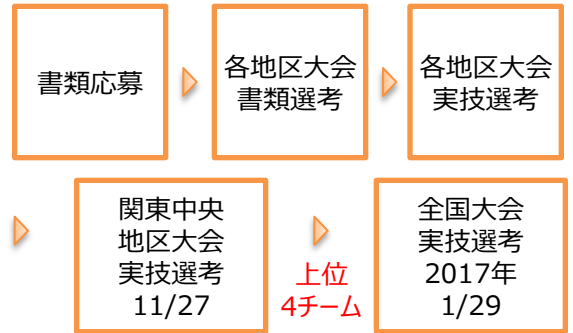 書類応募
各地区大会
書類選考
各地区大会
実技選考
関東中央
地区大会
実技選考
11/27
上位
4チーム
全国大会
実技選考
2017年
1/29